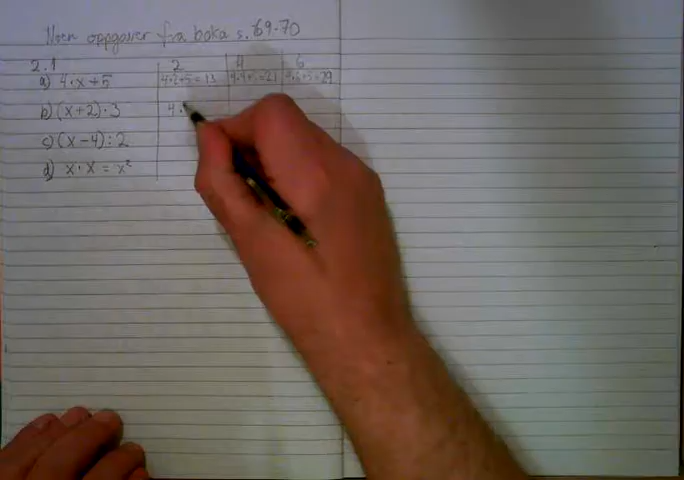 Noen oppgaver fra boka s. 69-70
2.1 2 4 6
a) 4·x+5 4·2+5=13 4·4+5=21 4·6+5=29
b) (x+2)·3 4·
c) (x-4):2
d) x·x = x²